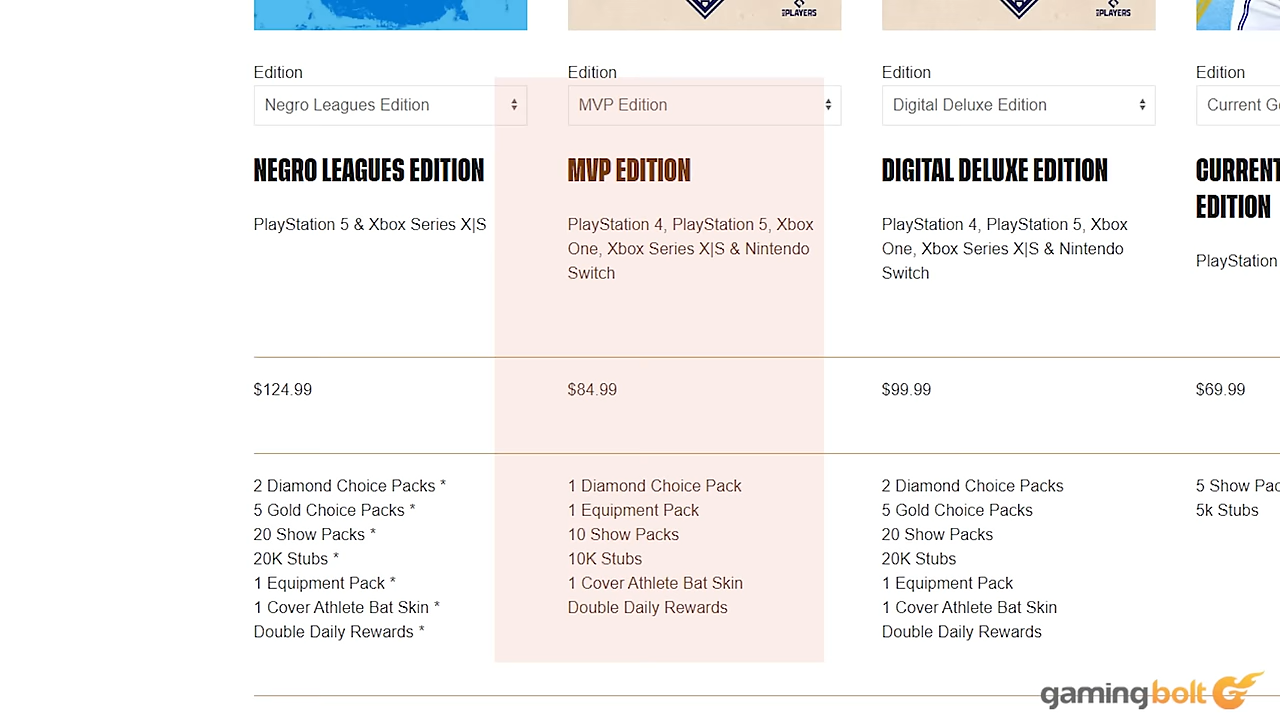 PLAYERS
PLAYERS
Edition
Negro Leagues Edition
NEGRO LEAGUES EDITION
PlayStation 5 & Xbox Series X|S
$124.99
2 Diamond Choice Packs *
5 Gold Choice Packs *
20 Show Packs *
20K Stubs *
1 Equipment Pack *
1 Cover Athlete Bat Skin *
Double Daily Rewards *
Edition
MVP Edition
MVP EDITION
PlayStation 4, PlayStation 5, Xbox
One, Xbox Series X|S & Nintendo
Switch
$84.99
1 Diamond Choice Pack
1 Equipment Pack
10 Show Packs
10K Stubs
1 Cover Athlete Bat Skin
Double Daily Rewards
Edition
Digital Deluxe Edition
DIGITAL DELUXE EDITION
PlayStation 4, PlayStation 5, Xbox
One, Xbox Series X|S & Nintendo
Switch
$99.99
2 Diamond Choice Packs
5 Gold Choice Packs
20 Show Packs
20K Stubs
1 Equipment Pack
1 Cover Athlete Bat Skin
Double Daily Rewards
Edition
Current
CURRENT
EDITION
PlayStation
$69.99
5 Show
5k Stubs
gamingbolt